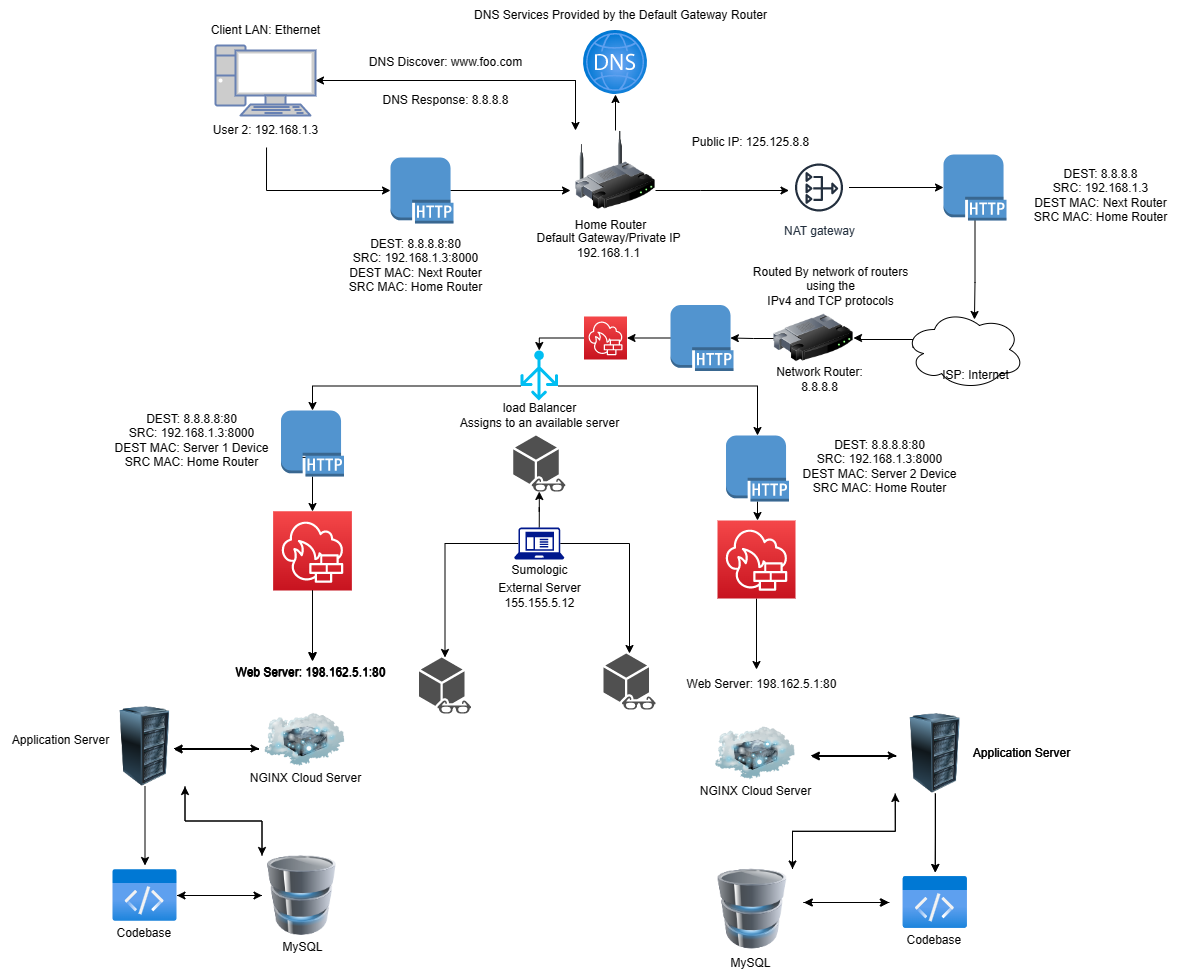 DNS Services Provided by the Default Gateway Router
Client LAN: Ethernet
DNS
DNS Discover: www.foo.com
DNS Response: 8.8.8.8
User 2: 192.168.1.3
Public IP: 125.125.8.8
HTTP
HTTP
DEST: 8.8.8.8
SRC: 192.168.1.3
DEST MAC: Next Router
SRC MAC: Home Router
Home Router
Default Gateway/Private IP
192.168.1.1
NAT gateway
DEST: 8.8.8.8:80
SRC: 192.168.1.3:8000
DEST MAC: Next Router
SRC MAC: Home Router
Routed By network of routers
using the
IPv4 and TCP protocols
HTTP
Network Router:
8.8.8.8
ISP: Internet
load Balancer
Assigns to an available server
DEST: 8.8.8.8:80
SRC: 192.168.1.3:8000
DEST MAC: Server 1 Device
SRC MAC: Home Router
HTTP
HTTP
DEST: 8.8.8.8:80
SRC: 192.168.1.3:8000
DEST MAC: Server 2 Device
SRC MAC: Home Router
Sumologic
External Server
155.155.5.12
Web Server: 198.162.5.1:80
Web Server: 198.162.5.1:80
Application Server
NGINX Cloud Server
NGINX Cloud Server
Application Server
Codebase
MySQL
MySQL
Codebase